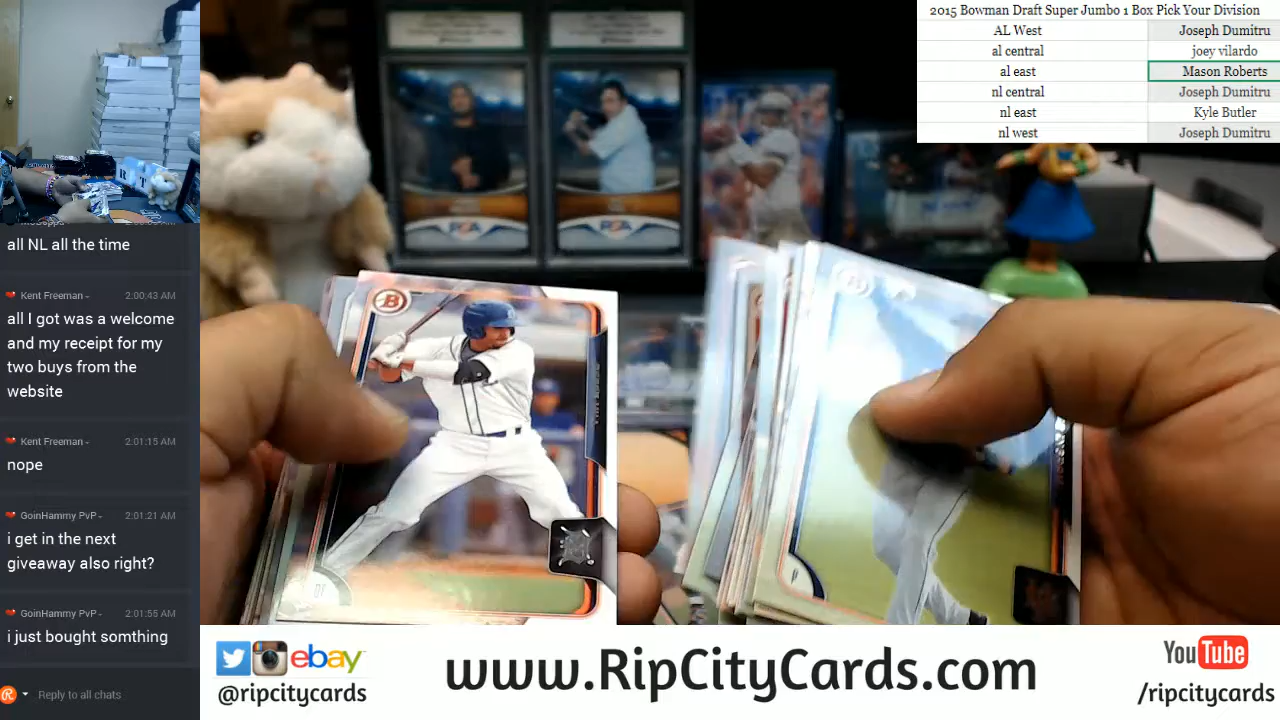 2015 Bowman Draft Super Jumbo 1 Box Pick Your Division
AL West Joseph Dumitru
al central joey vilardo
al east Mason Roberts
nl central Joseph Dumitru
nl east Kyle Butler
nl west Joseph Dumitru
all NL all the time
Kent Freeman - 2:00:43 AM
all I got was a welcome
and my receipt for my
two buys from the
website
Kent Freeman - 2:01:15 AM
nope
GoinHammy PvP - 2:01:21 AM
i get in the next
giveaway also right?
GoinHammy PvP - 2:01:55 AM
i just bought somthing
Reply to all chats
PSA
PSA
B
OF
ebay
@ripcitycards
www.RipCityCards.com
YouTube
/ripcitycards